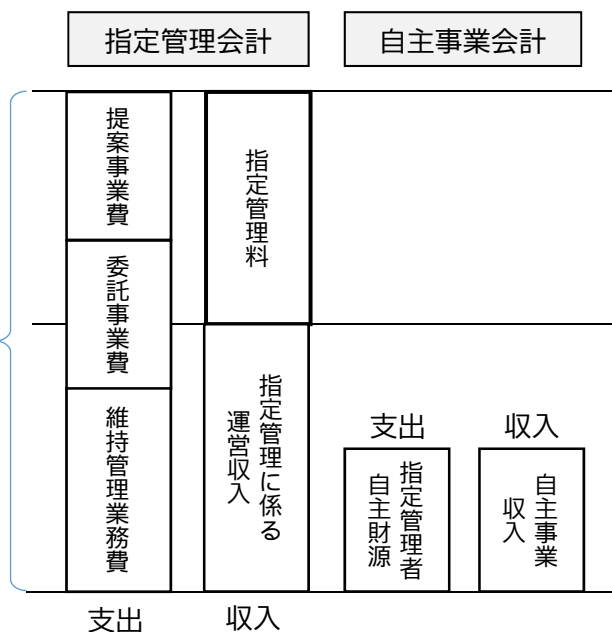 指定管理会計
自主事業会計
提案事業費
委託事業費
維持管理業務費
指定管理料
指定管理に係る
運営収入
支出
収入
指定管理者
自主財源
自主事業
収入
支出
収入